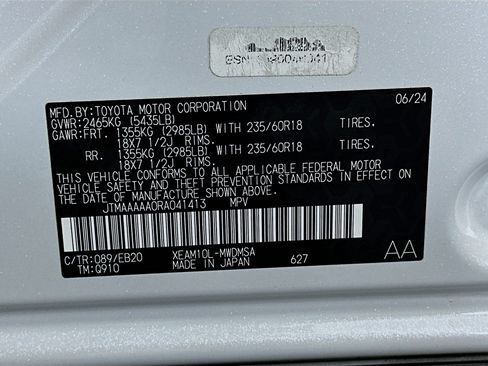 MFD.BY:TOYOTA MOTOR CORPORATION 06/24
GVWR:2465KG (5435LB)
GAWR:FRT. 1355KG (2985LB) WITH 235/60R18 TIRES.
18X7 1/2J RIMS.
RR. 1355KG (2985LB) WITH 235/60R18 TIRES.
18X7 1/2J RIMS.
THIS VEHICLE CONFORMS TO ALL APPLICABLE FEDERAL MOTOR
VEHICLE SAFETY AND THEFT PREVENTION STANDARDS IN EFFECT ON
THE DATE OF MANUFACTURE SHOWN ABOVE.
JTMAAAAA0RA041413 MPV
C/TR:089/EB20 XEAM10L-MWDMSA AA
TM:Q910 MADE IN JAPAN 627